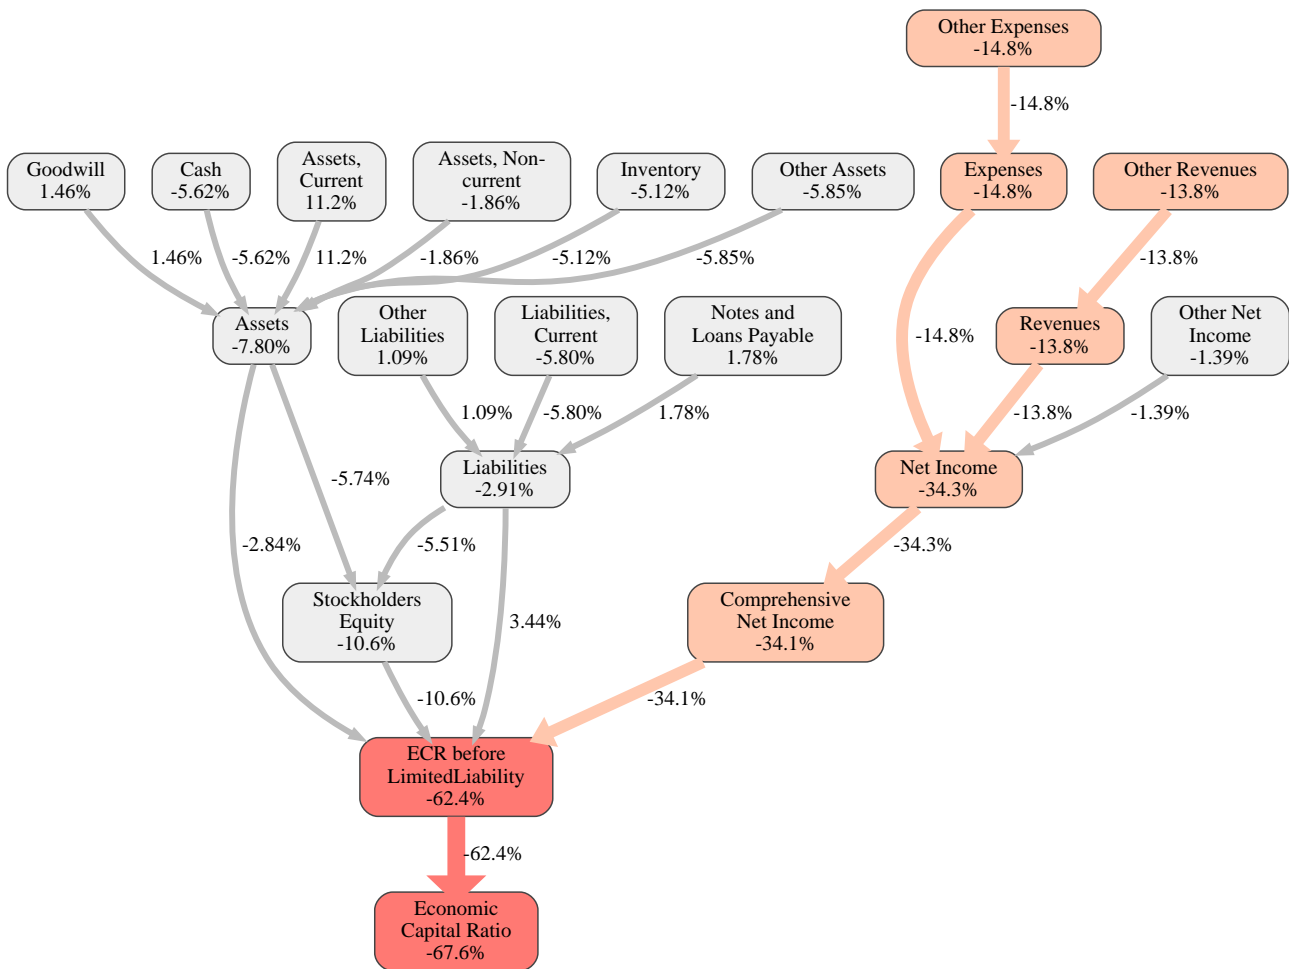 Other Expenses
-14.8%
-14.8%
Goodwill
1.46%
Cash
-5.62%
Assets,
Current
11.2%
Assets, Non-
current
-1.86%
Inventory
-5.12%
Other Assets
-5.85%
Expenses
-14.8%
Other Revenues
-13.8%
1.46%
-5.62%
11.2%
-1.86%
-5.12%
-5.85%
-13.8%
Assets
-7.80%
Other
Liabilities
1.09%
Liabilities,
Current
-5.80%
Notes and
Loans Payable
1.78%
-14.8%
Revenues
-13.8%
Other Net
Income
-1.39%
1.09%
-5.80%
1.78%
-13.8%
-1.39%
-5.74%
Liabilities
-2.91%
Net Income
-34.3%
-2.84%
-5.51%
-34.3%
Stockholders
Equity
-10.6%
3.44%
Comprehensive
Net Income
-34.1%
-10.6%
-34.1%
ECR before
LimitedLiability
-62.4%
-62.4%
Economic
Capital Ratio
-67.6%